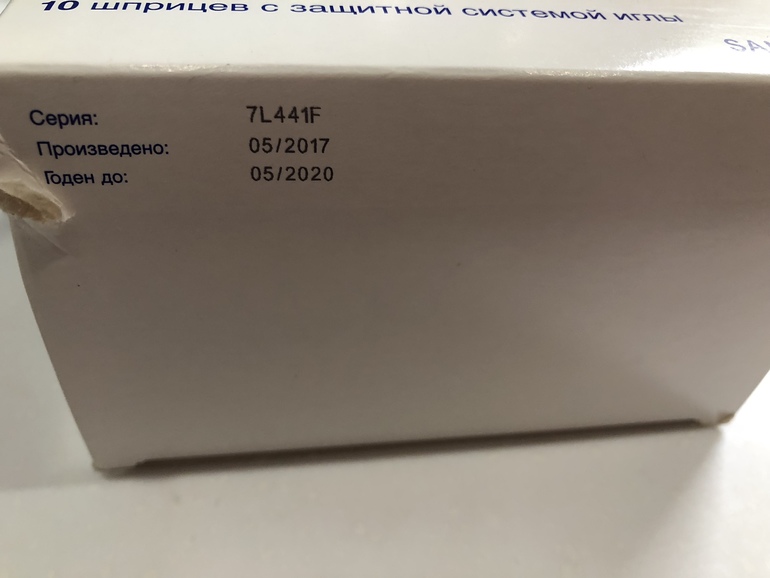 10 шприцев с защитной системой иглы
Серия: 7L441F
Произведено: 05/2017
Годен до: 05/2020